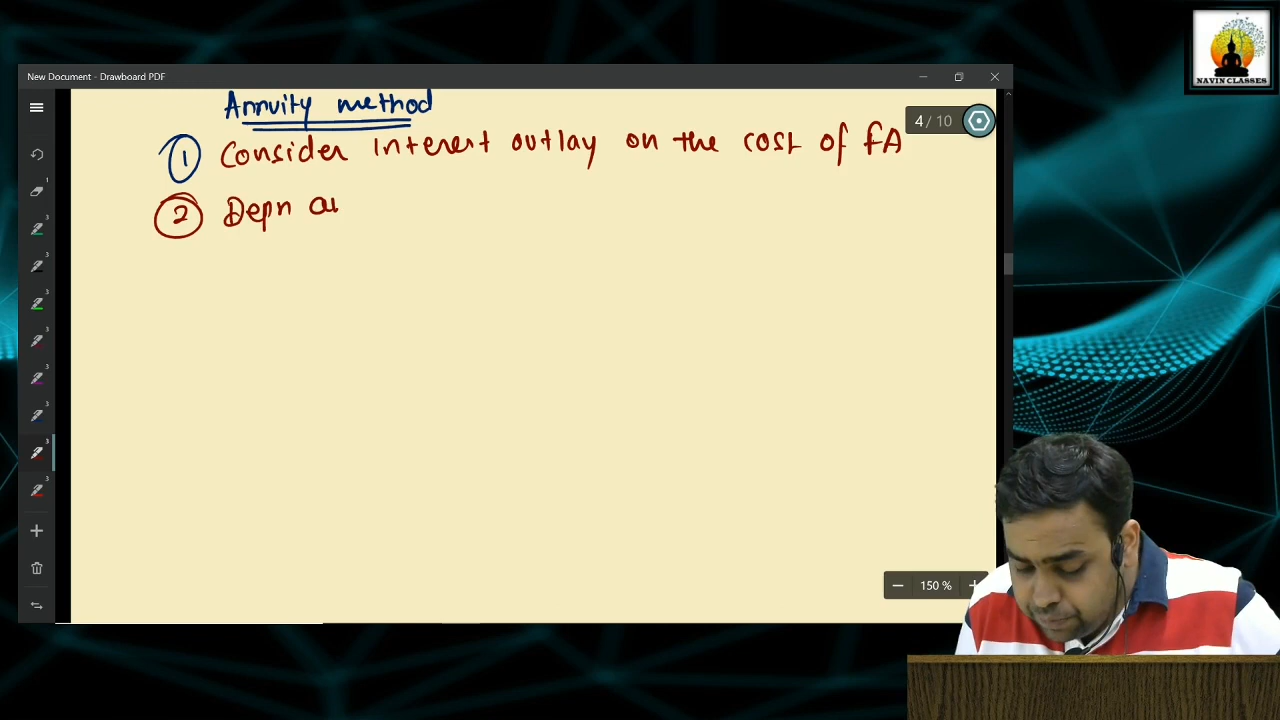 NAVIN CLASSES
New Document - Drawboard PDF
Annuity method
4 / 10
1 Consider interest outlay on the cost of FA
2 Depn au
150 %